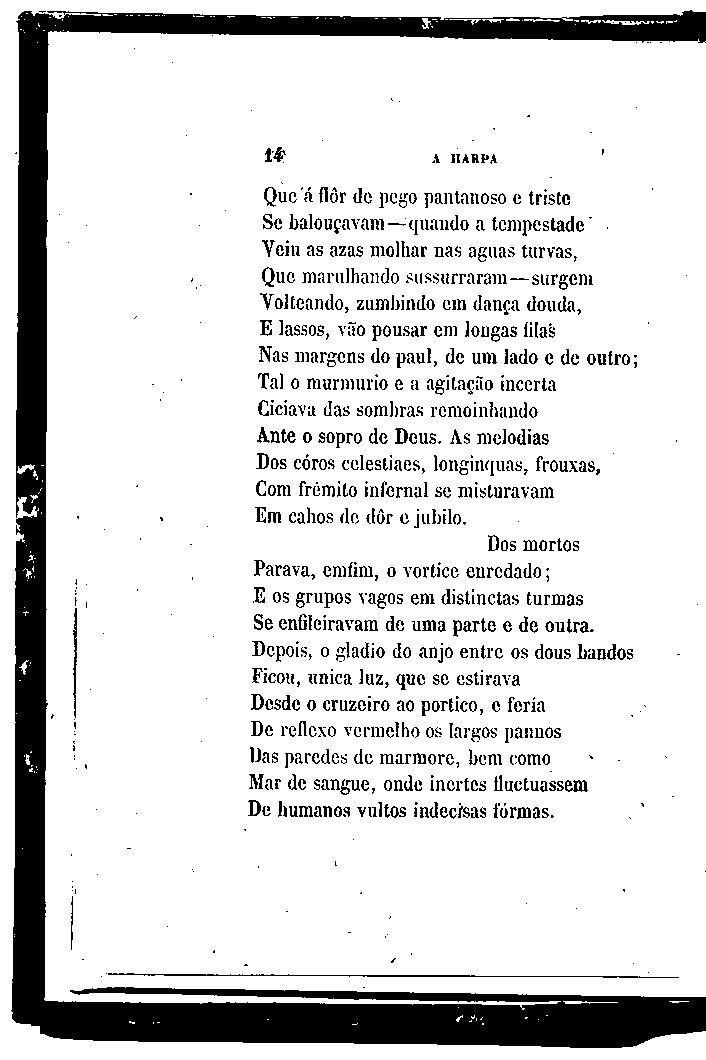 14 A HARPA
Que á flôr de pego pantanoso e triste
Se balouçavam—quando a tempestade
Veiu as azas molhar nas aguas turvas,
Que marulhando sussurraram—surgem
Volteando, zumbindo em dança douda,
E lassos, vão pousar em longas filas
Nas margens do paul, de um lado e de outro;
Tal o murmurio e a agitação incerta
Ciciava das sombras remoinhando
Ante o sopro de Deus. As melodias
Dos córos celestiaes, longinquas, frouxas,
Com frémito infernal se misturavam
Em cahos de dôr e jubilo.
Dos mortos
Parava, emfim, o vortice enredado;
E os grupos vagos em distinctas turmas
Se enfileiravam de uma parte e de outra.
Depois, o gladio do anjo entre os dous bandos
Ficou, unica luz, que se estirava
Desde o cruzeiro ao portico, e feria
De reflexo vermelho os largos pannos
Das paredes de marmore, bem como
Mar de sangue, onde inertes fluctuassem
De humanos vultos indecisas fórmas.